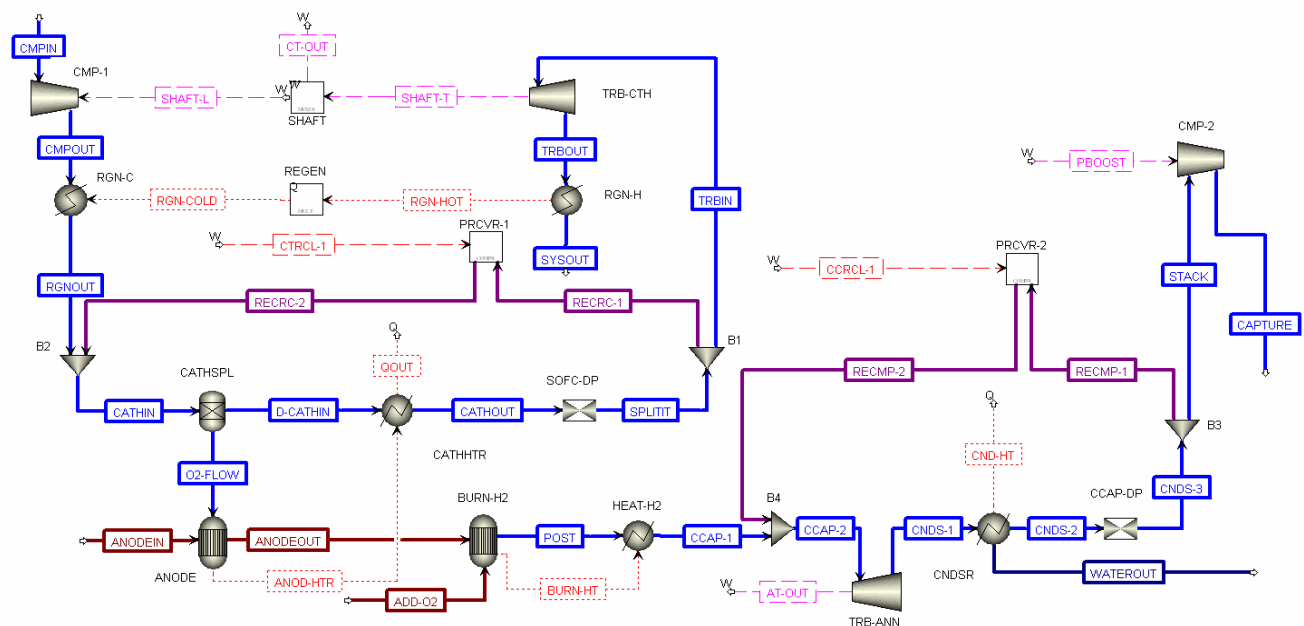 W
CMPIN
CT-OUT
CMP-1
SHAFT-L
W
W
SHAFT
SHAFT-T
TRB-CTH
CMP-2
CMPOUT
TRBOUT
W
PBOOST
RGN-C
REGEN
RGN-COLD
Q
RGN-HOT
RGN-H
TRBIN
PRCVR-1
W
CTRCL-1
SYSOUT
PRCVR-2
W
CCRCL-1
STACK
RGNOUT
RECRC-2
RECRC-1
CAPTURE
Q
B1
B2
QOUT
CATHSPL
SOFC-DP
RECMP-2
RECMP-1
Q
CATHIN
D-CATHIN
CATHOUT
SPLITIT
B3
CATHHTR
CND-HT
O2-FLOW
BURN-H2
HEAT-H2
B4
CCAP-DP
CNDS-3
ANODEIN
ANODEOUT
POST
CCAP-1
CCAP-2
CNDS-1
CNDS-2
ANODE
ANOD-HTR
BURN-HT
CNDSR
WATEROUT
ADD-O2
W
AT-OUT
TRB-ANN